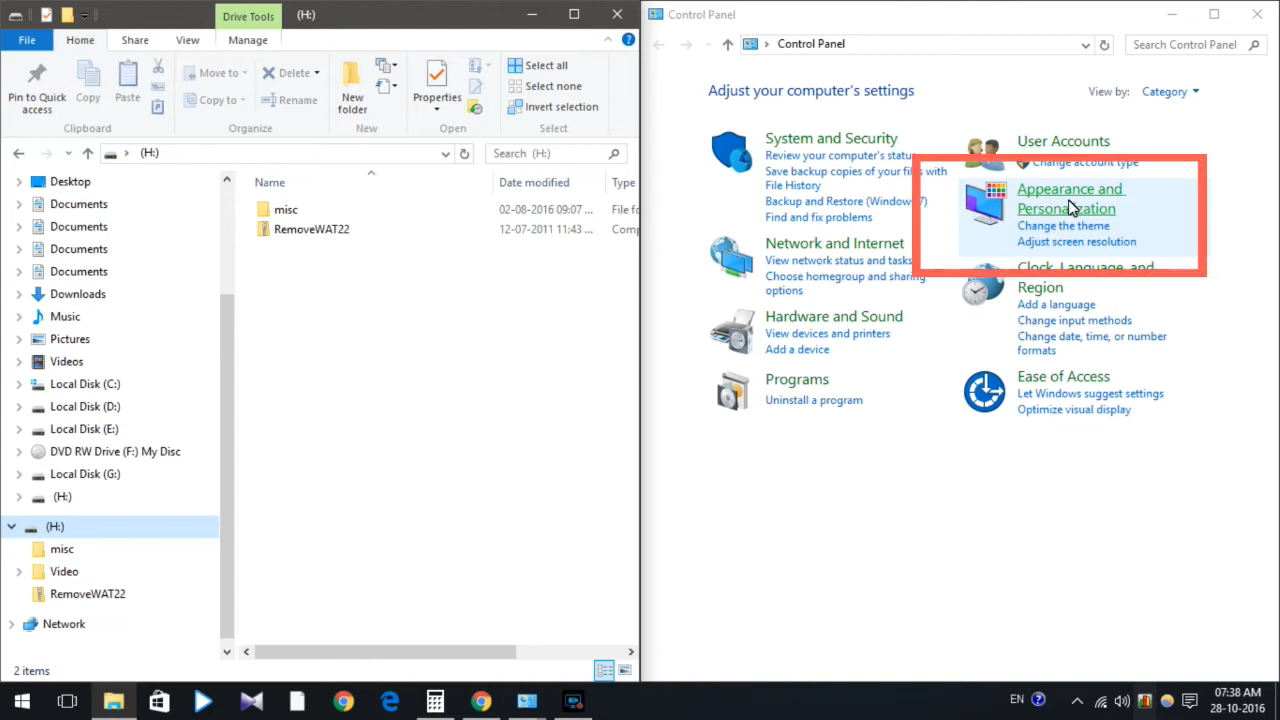 Drive Tools
(H:)
File
Home
Share
View
Manage
Pin to Quick
access
Copy
Paste
Clipboard
Move to
Copy to
Delete
Rename
Organize
New
folder
New
Properties
Open
Select all
Select none
Invert selection
Select
(H:)
Search (H:)
Desktop
Documents
Documents
Documents
Documents
Downloads
Music
Pictures
Videos
Local Disk (C:)
Local Disk (D:)
Local Disk (E:)
DVD RW Drive (F:) My Disc
Local Disk (G:)
(H:)
(H:)
misc
Video
RemoveWAT22
Network
Name
Date modified
Type
misc
02-08-2016 09:07 ...
File fo
RemoveWAT22
12-07-2011 11:43 ...
Comp
2 items
Control Panel
Control Panel
Search Control Panel
Adjust your computer's settings
View by:
Category
System and Security
Review your computer's status
Save backup copies of your files with
File History
Backup and Restore (Windows 7)
Find and fix problems
Network and Internet
View network status and tasks
Choose homegroup and sharing
options
Hardware and Sound
View devices and printers
Add a device
Programs
Uninstall a program
User Accounts
Change account type
Appearance and
Personalization
Change the theme
Adjust screen resolution
Clock, Language, and
Region
Add a language
Change input methods
Change date, time, or number
formats
Ease of Access
Let Windows suggest settings
Optimize visual display
EN
07:38 AM
28-10-2016